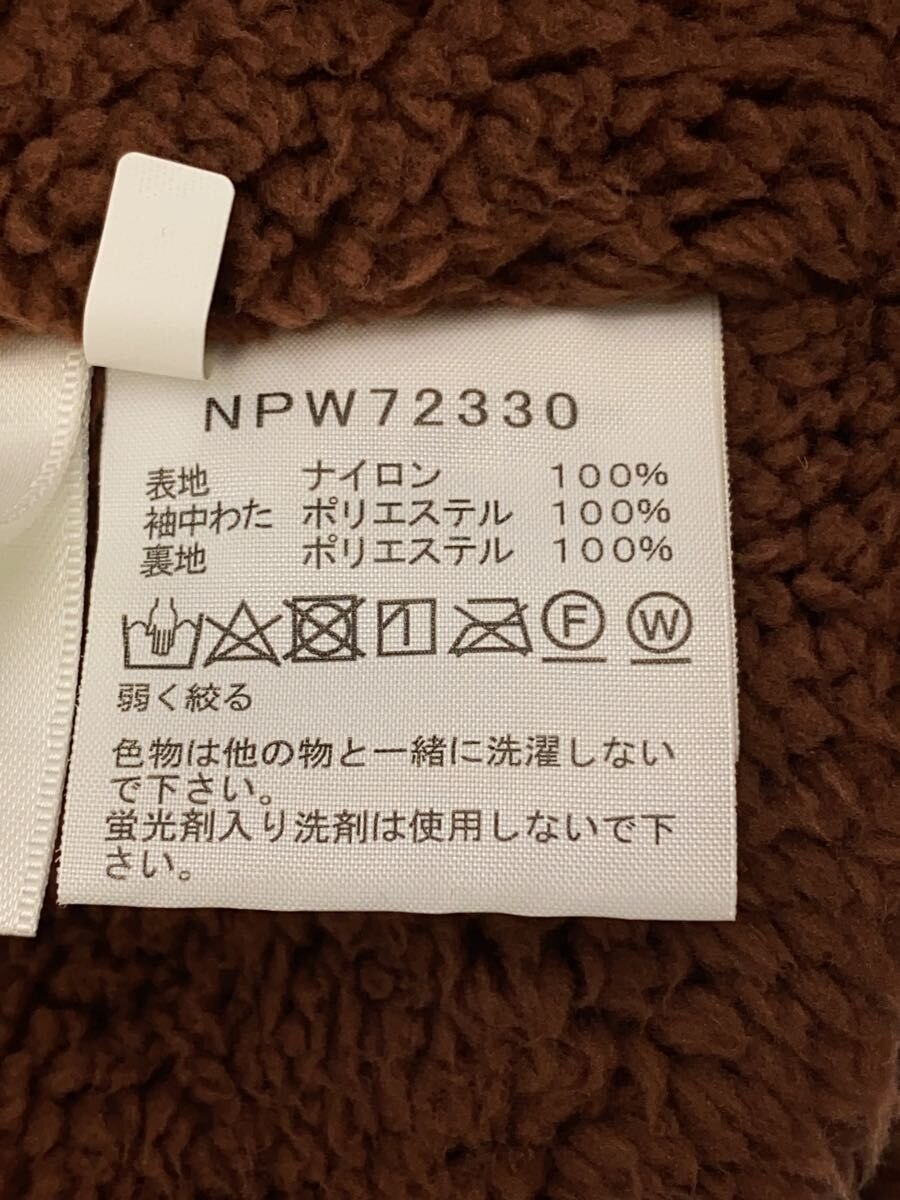 NPW72330
表地 ナイロン 100%
袖中わた ポリエステル 100%
裏地 ポリエステル 100%
F W
弱く絞る
色物は他の物と一緒に洗濯しない
で下さい。
蛍光剤入り洗剤は使用しないで下
さい。